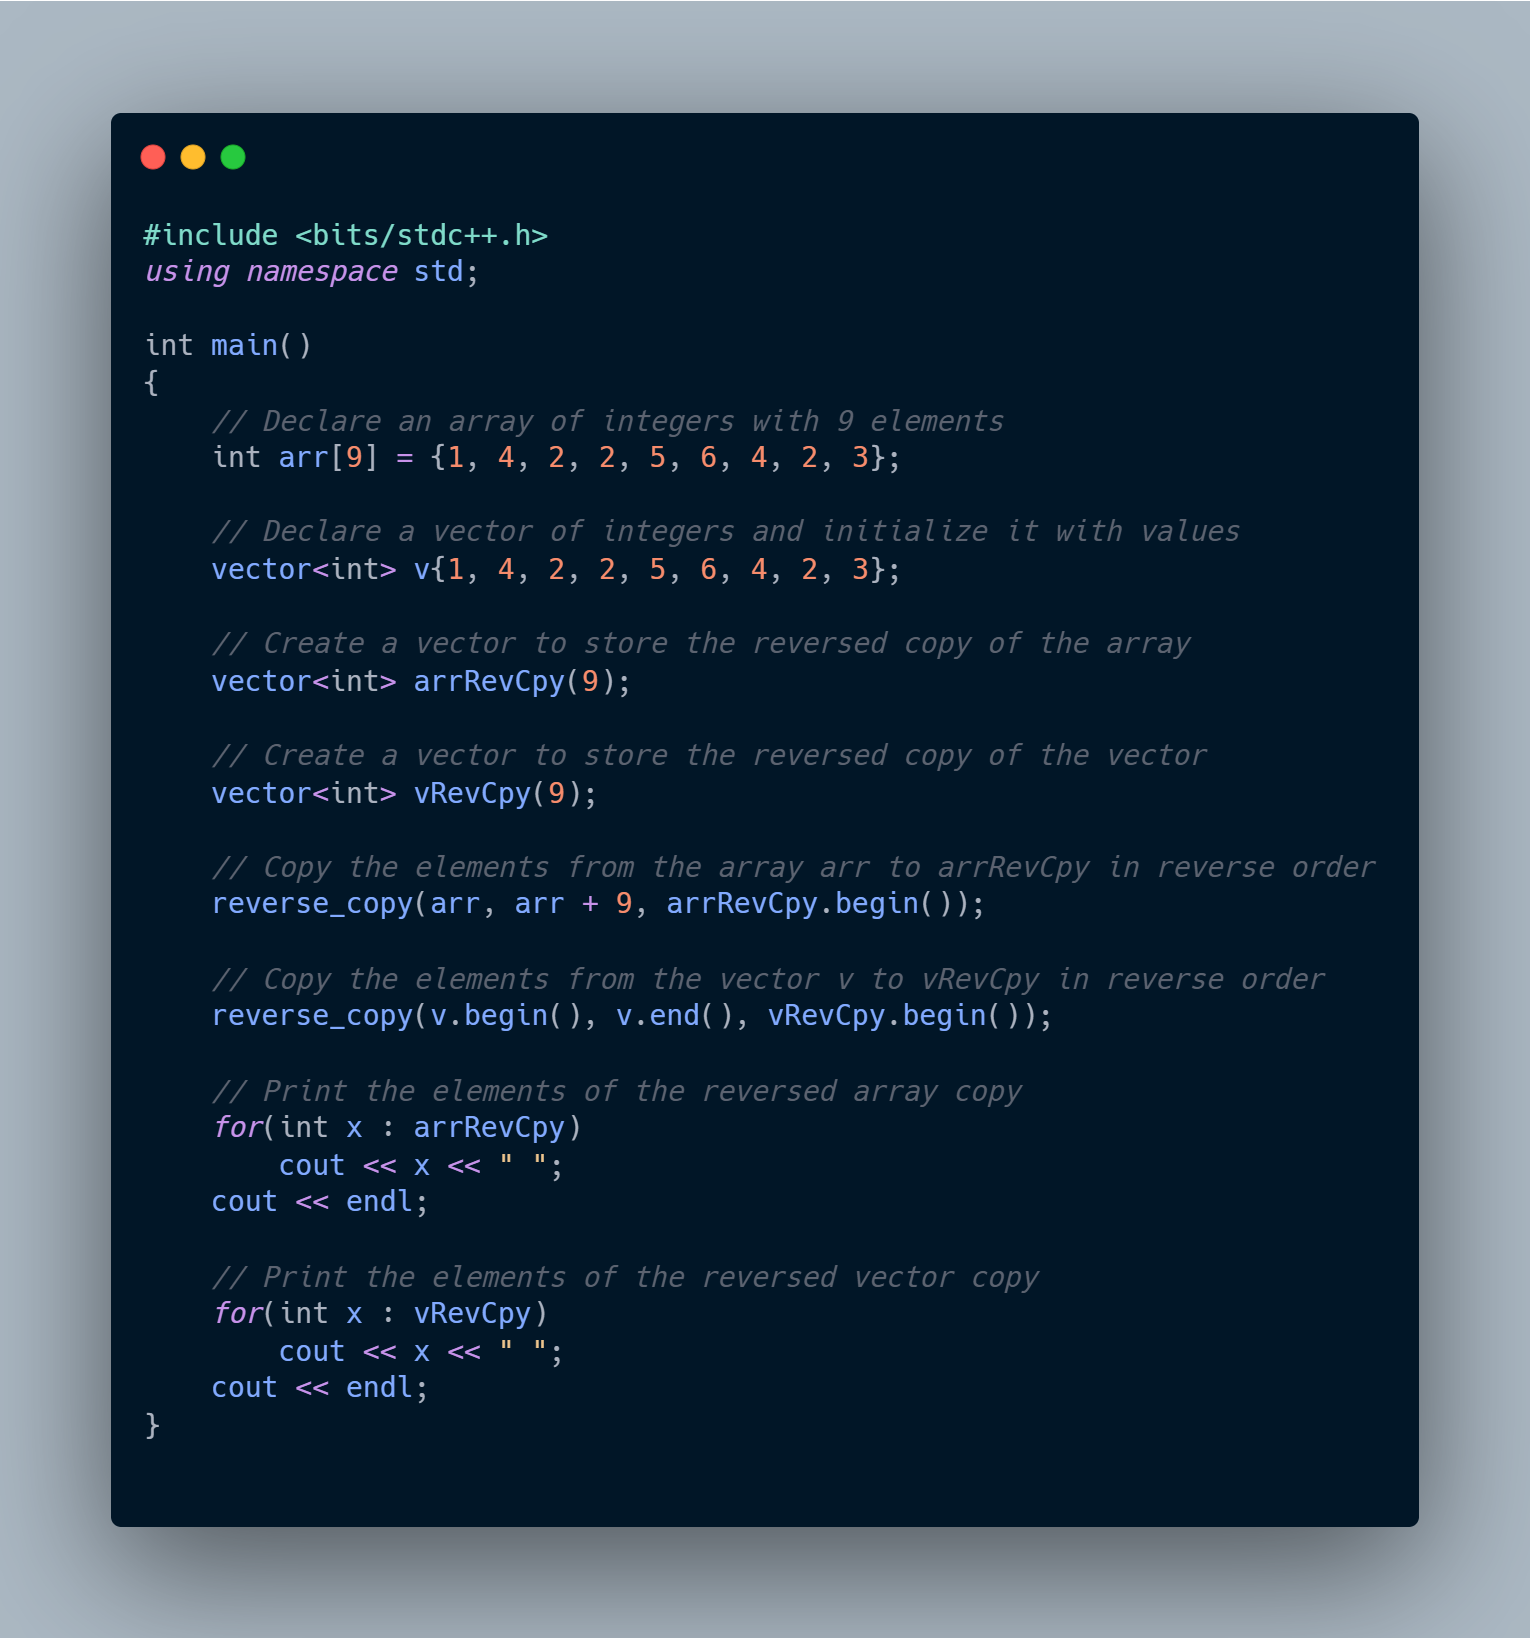 #include <bits/stdc++.h>
using namespace std;

int main()
{
    // Declare an array of integers with 9 elements
    int arr[9] = {1, 4, 2, 2, 5, 6, 4, 2, 3};

    // Declare a vector of integers and initialize it with values
    vector<int> v{1, 4, 2, 2, 5, 6, 4, 2, 3};

    // Create a vector to store the reversed copy of the array
    vector<int> arrRevCpy(9);

    // Create a vector to store the reversed copy of the vector
    vector<int> vRevCpy(9);

    // Copy the elements from the array arr to arrRevCpy in reverse order
    reverse_copy(arr, arr + 9, arrRevCpy.begin());

    // Copy the elements from the vector v to vRevCpy in reverse order
    reverse_copy(v.begin(), v.end(), vRevCpy.begin());

    // Print the elements of the reversed array copy
    for(int x : arrRevCpy)
        cout << x << " ";
    cout << endl;

    // Print the elements of the reversed vector copy
    for(int x : vRevCpy)
        cout << x << " ";
    cout << endl;
}